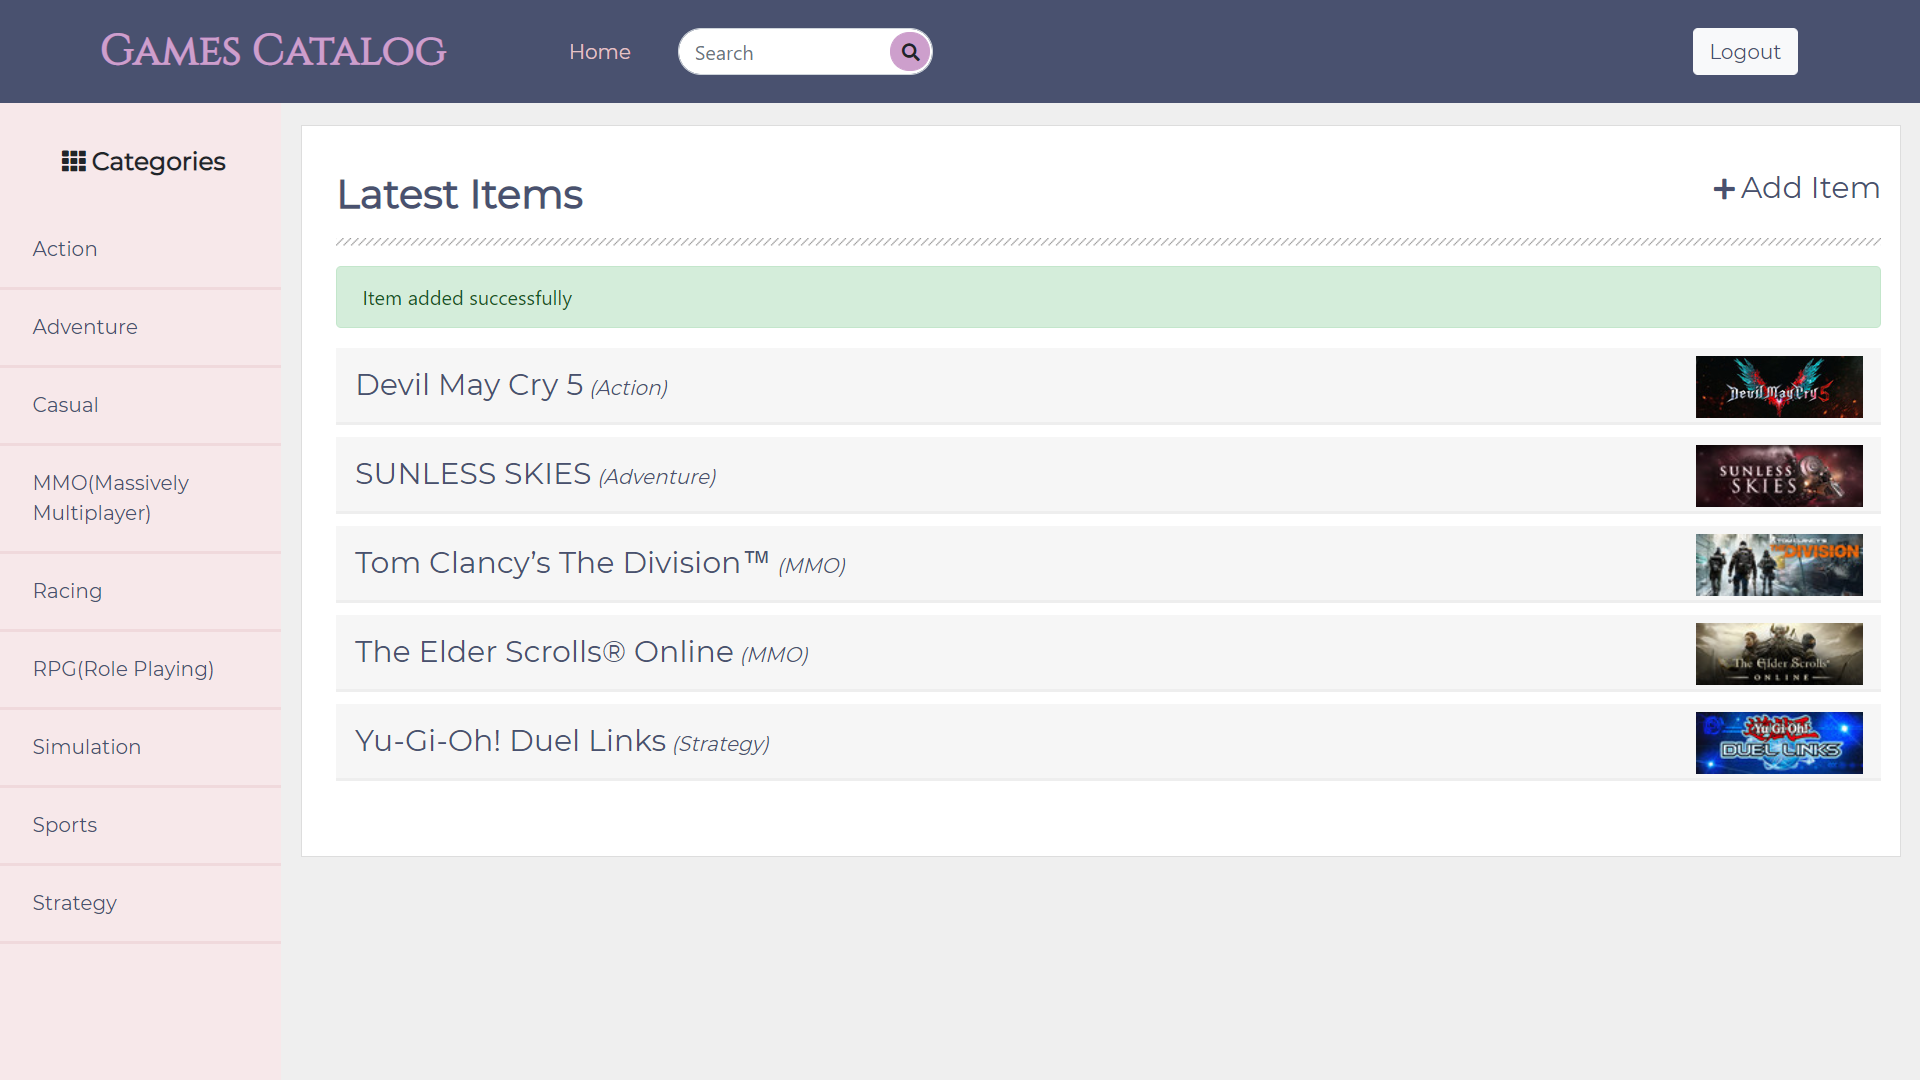 GAMES CATALOG
Home
Search
Logout
Categories
Action
Adventure
Casual
MMO(Massively
Multiplayer)
Racing
RPG(Role Playing)
Simulation
Sports
Strategy
Latest Items
Add Item
Item added successfully
Devil May Cry 5 (Action)
Devil May Cry 5
SUNLESS SKIES (Adventure)
SUNLESS
SKIES
Tom Clancy’s The Division™ (MMO)
TOM CLANCY'S
THE DIVISION
The Elder Scrolls® Online (MMO)
The Elder Scrolls
ONLINE
Yu-Gi-Oh! Duel Links (Strategy)
Yu-Gi-Oh!
DUEL LINKS